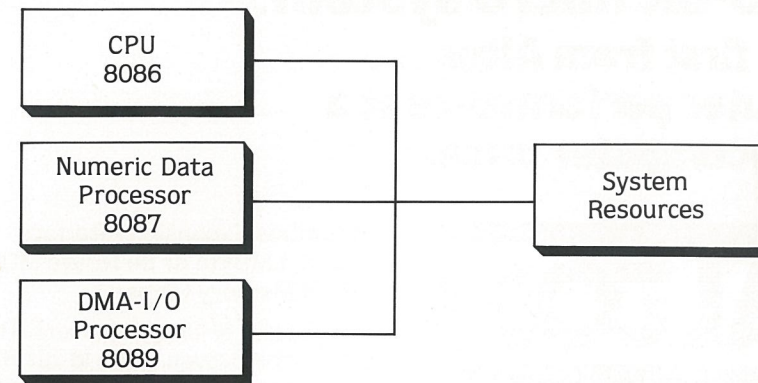 CPU
8086
Numeric Data
Processor
8087
DMA-I/O
Processor
8089
System
Resources